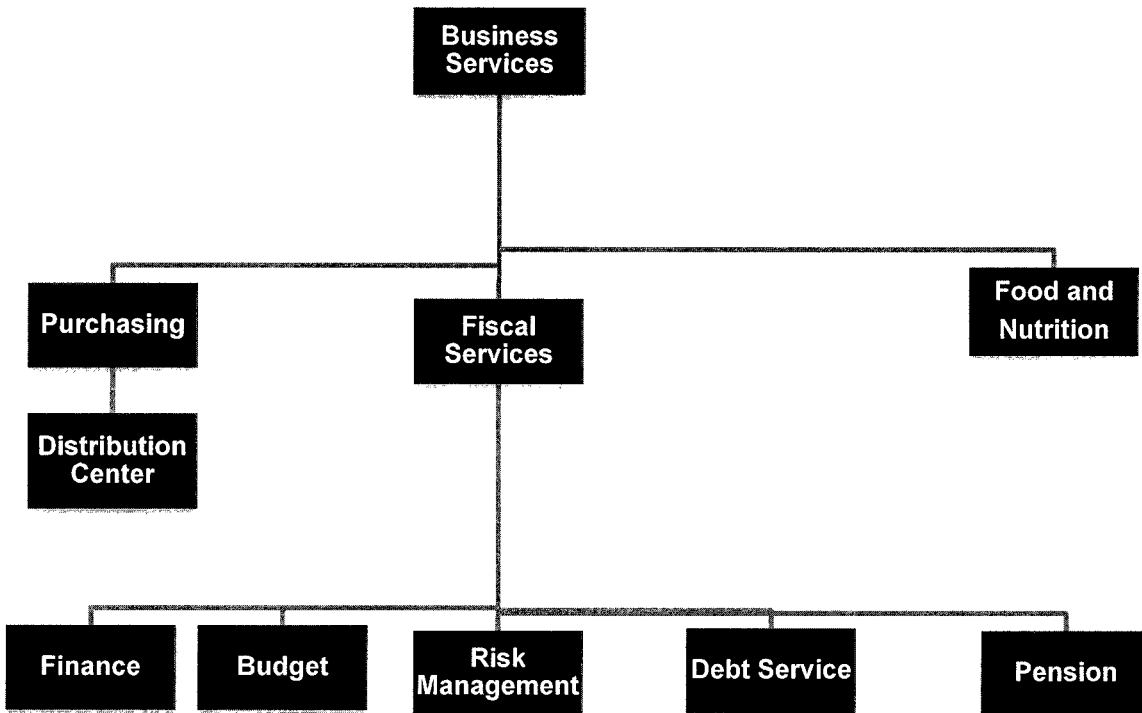 Business
Services
Purchasing
Fiscal
Services
Food and
Nutrition
Distribution
Center
Finance
Budget
Risk
Management
Debt Service
Pension